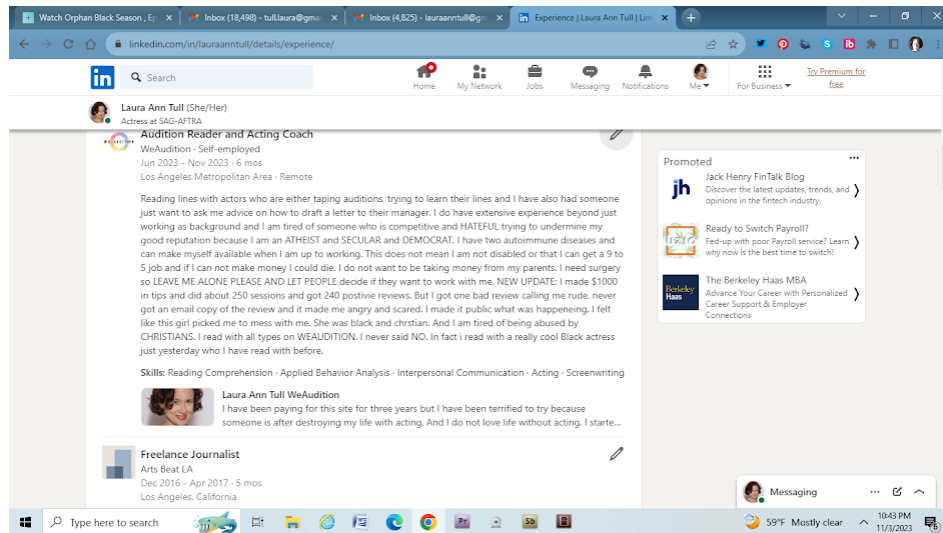 Watch Orphan Black Season , Ep
Inbox (18,498) - tull.laura@gmai
Inbox (4,825) - lauraanntull@gm
Experience | Laura Ann Tull | Link
linkedin.com/in/lauraanntull/details/experience/
in
Search
Home
My Network
Jobs
Messaging
Notifications
Me
For Business
Try Premium for
free
Laura Ann Tull (She/Her)
Actress at SAG-AFTRA
Audition Reader and Acting Coach
WeAudition · Self-employed
Jun 2023 - Nov 2023 · 6 mos
Los Angeles Metropolitan Area · Remote
Reading lines with actors who are either taping auditions. trying to learn their lines and I have also had someone
just want to ask me advice on how to draft a letter to their manager. I do have extensive experience beyond just
working as background and I am tired of someone who is competitive and HATEFUL trying to undermine my
good reputation because I am an ATHEIST and SECULAR and DEMOCRAT. I have two autoimmune diseases and
can make myself available when I am up to working. This does not mean I am not disabled or that I can get a 9 to
5 job and if I can not make money I could die. I do not want to be taking money from my parents. I need surgery
so LEAVE ME ALONE PLEASE AND LET PEOPLE decide if they want to work with me. NEW UPDATE: I made $1000
in tips and did about 250 sessions and got 240 postivie reviews. But I got one bad review calling me rude, never
got an email copy of the review and it made me angry and scared. I made it public what was happeneing. I felt
like this girl picked me to mess with me. She was black and chrstian. And I am tired of being abused by
CHRISTIANS. I read with all types on WEAUDITION. I never said NO. In fact i read with a really cool Black actress
just yesterday who I have read with before.
Skills: Reading Comprehension · Applied Behavior Analysis · Interpersonal Communication · Acting · Screenwriting
Laura Ann Tull WeAudition
I have been paying for this site for three years but I have been terrified to try because
someone is after destroying my life with acting. And I do not love life without acting. I starte...
Freelance Journalist
Arts Beat LA
Dec 2016 - Apr 2017 · 5 mos
Los Angeles, California
Promoted
jh
Jack Henry FinTalk Blog
Discover the latest updates, trends, and
opinions in the fintech industry.
Ready to Switch Payroll?
Fed-up with poor Payroll service? Learn
why now is the best time to switch!
Berkeley
Haas
The Berkeley Haas MBA
Advance Your Career with Personalized
Career Support & Employer
Connections
Messaging
Type here to search
Pr
Sb
59°F Mostly clear
10:43 PM
11/3/2023